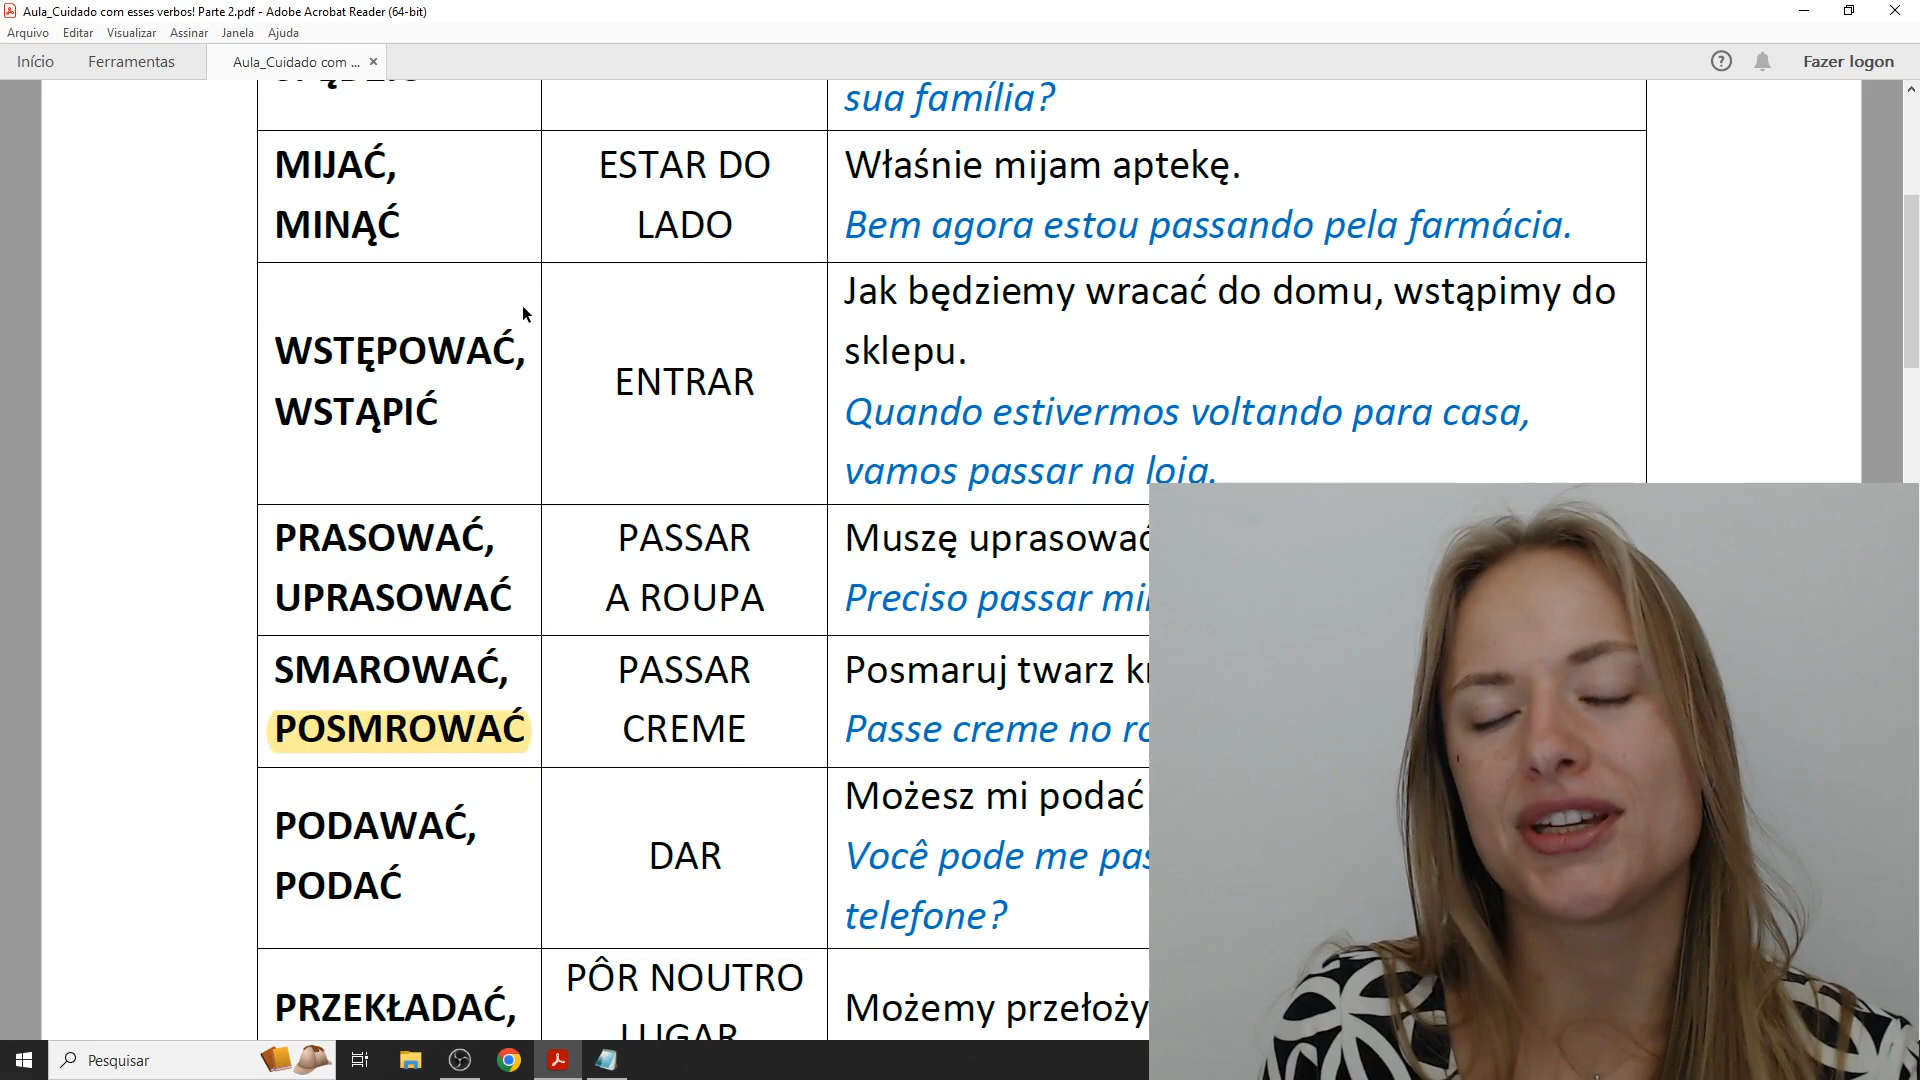 Aula_Cuidado com esses verbos! Parte 2.pdf - Adobe Acrobat Reader (64-bit)
Arquivo Editar Visualizar Assinar Janela Ajuda
Início Ferramentas Aula_Cuidado com ... × Fazer logon
sua família?
MIJAĆ,
MINĄĆ
ESTAR DO
LADO
Właśnie mijam aptekę.
Bem agora estou passando pela farmácia.
WSTĘPOWAĆ,
WSTĄPIĆ
ENTRAR
Jak będziemy wracać do domu, wstąpimy do
sklepu.
Quando estivermos voltando para casa,
vamos passar na loja.
PRASOWAĆ,
UPRASOWAĆ
PASSAR
A ROUPA
Muszę uprasować
Preciso passar
SMAROWAĆ,
POSMROWAĆ
PASSAR
CREME
Posmaruj twarz
Passe creme no
PODAWAĆ,
PODAĆ
DAR
Możesz mi podać
Você pode me
telefone?
PRZEKŁADAĆ,
PÔR NOUTRO
LUGAR
Możemy
Pesquisar